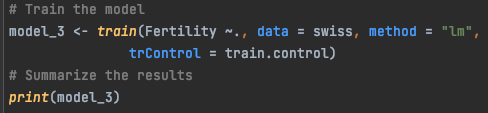 # Train the model
model_3 <- train(Fertility ~., data = swiss, method = "lm",
               trControl = train.control)
# Summarize the results
print(model_3)